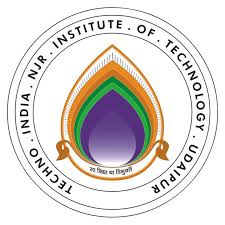 TECHNO . INDIA . NJR . INSTITUTE . OF . TECHNOLOGY . UDAIPUR
सा विद्या या विमुक्तये